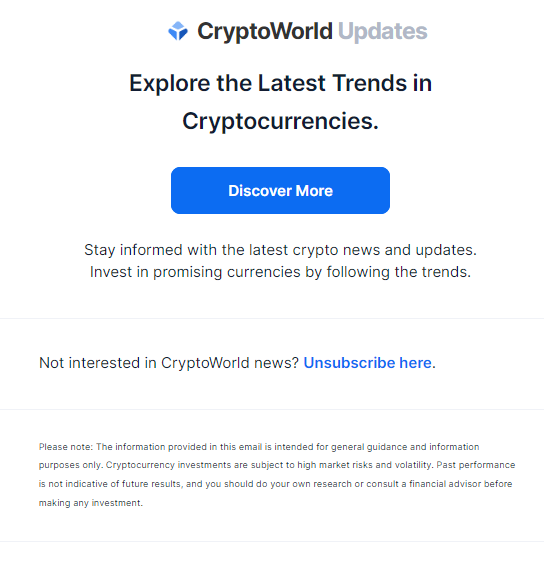 CryptoWorld Updates
Explore the Latest Trends in
Cryptocurrencies.
Discover More
Stay informed with the latest crypto news and updates.
Invest in promising currencies by following the trends.
Not interested in CryptoWorld news? Unsubscribe here.
Please note: The information provided in this email is intended for general guidance and information
purposes only. Cryptocurrency investments are subject to high market risks and volatility. Past performance
is not indicative of future results, and you should do your own research or consult a financial advisor before
making any investment.